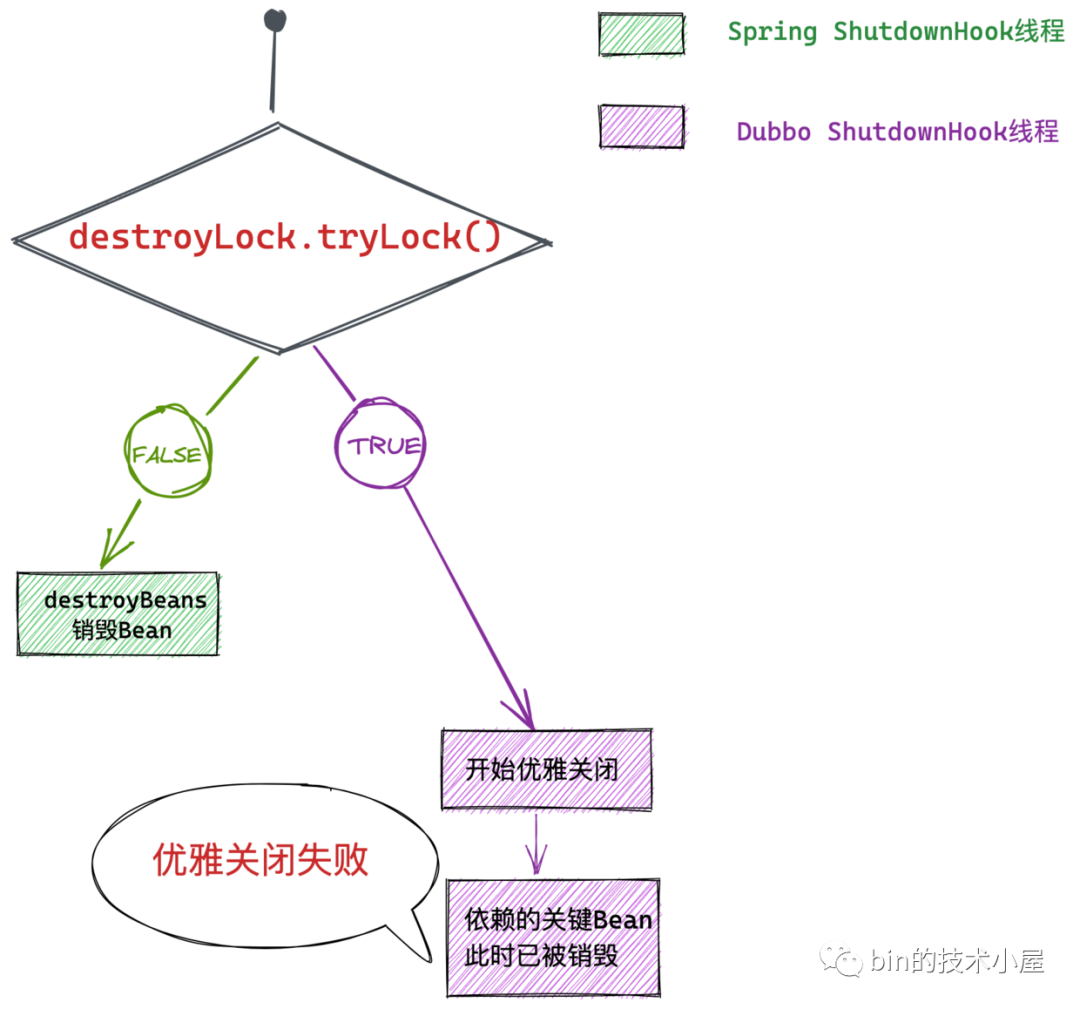 Spring ShutdownHook线程
Dubbo ShutdownHook线程
destroyLock.tryLock()
FALSE
TRUE
destroyBeans
销毁Bean
开始优雅关闭
优雅关闭失败
依赖的关键Bean
此时已被销毁
bin的技术小屋